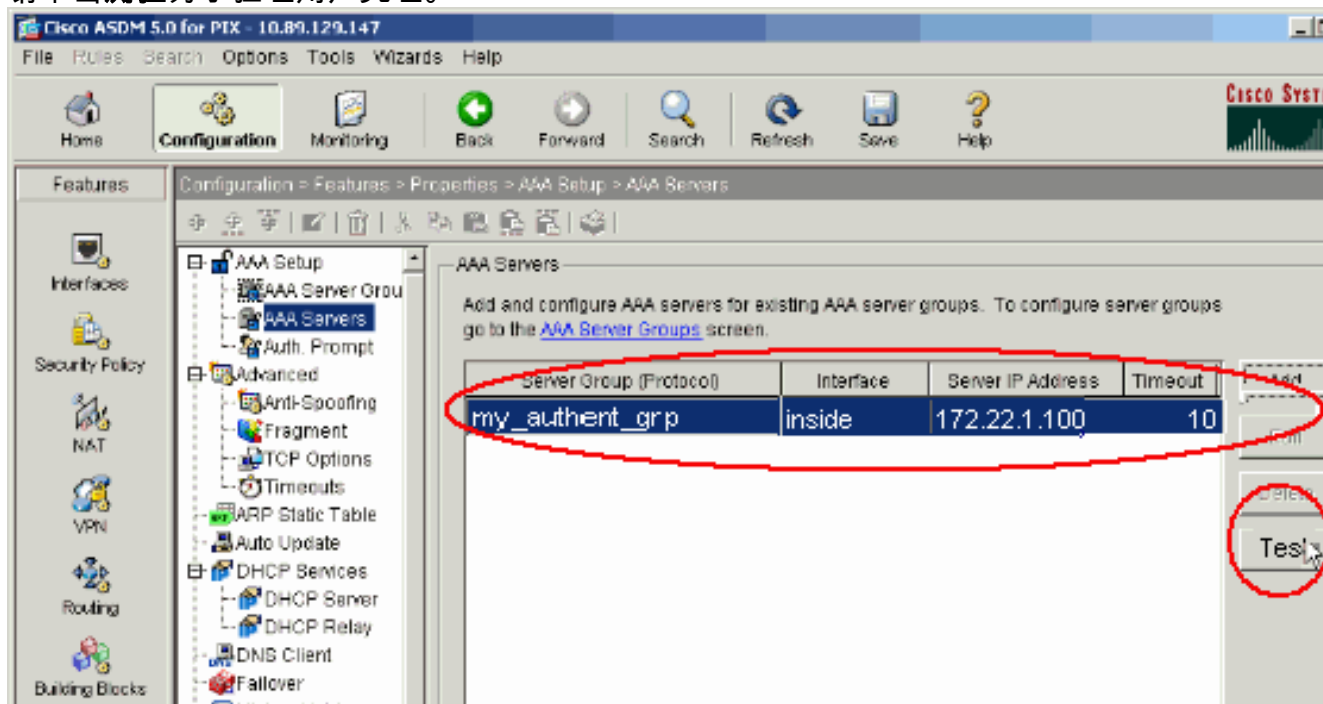 Cisco ASDM 5.0 for PIX - 10.89.129.147
File Rules Search Options Tools Wizards Help
Home Configuration Monitoring Back Forward Search Refresh Save Help
Cisco Syst
Features
Configuration > Features > Properties > AAA Setup > AAA Servers
Interfaces
Security Policy
NAT
VPN
Routing
Building Blocks
AAA Setup
AAA Server Grou
AAA Servers
Auth. Prompt
Advanced
Anti-Spoofing
Fragment
TCP Options
Timeouts
ARP Static Table
Auto Update
DHCP Services
DHCP Server
DHCP Relay
DNS Client
Failover
AAA Servers
Add and configure AAA servers for existing AAA server groups. To configure server groups
go to the AAA Server Groups screen.
Server Group (Protocol) Interface Server IP Address Timeout
my_authent_grp inside 172.22.1.100 10
Add
Edit
Delete
Test